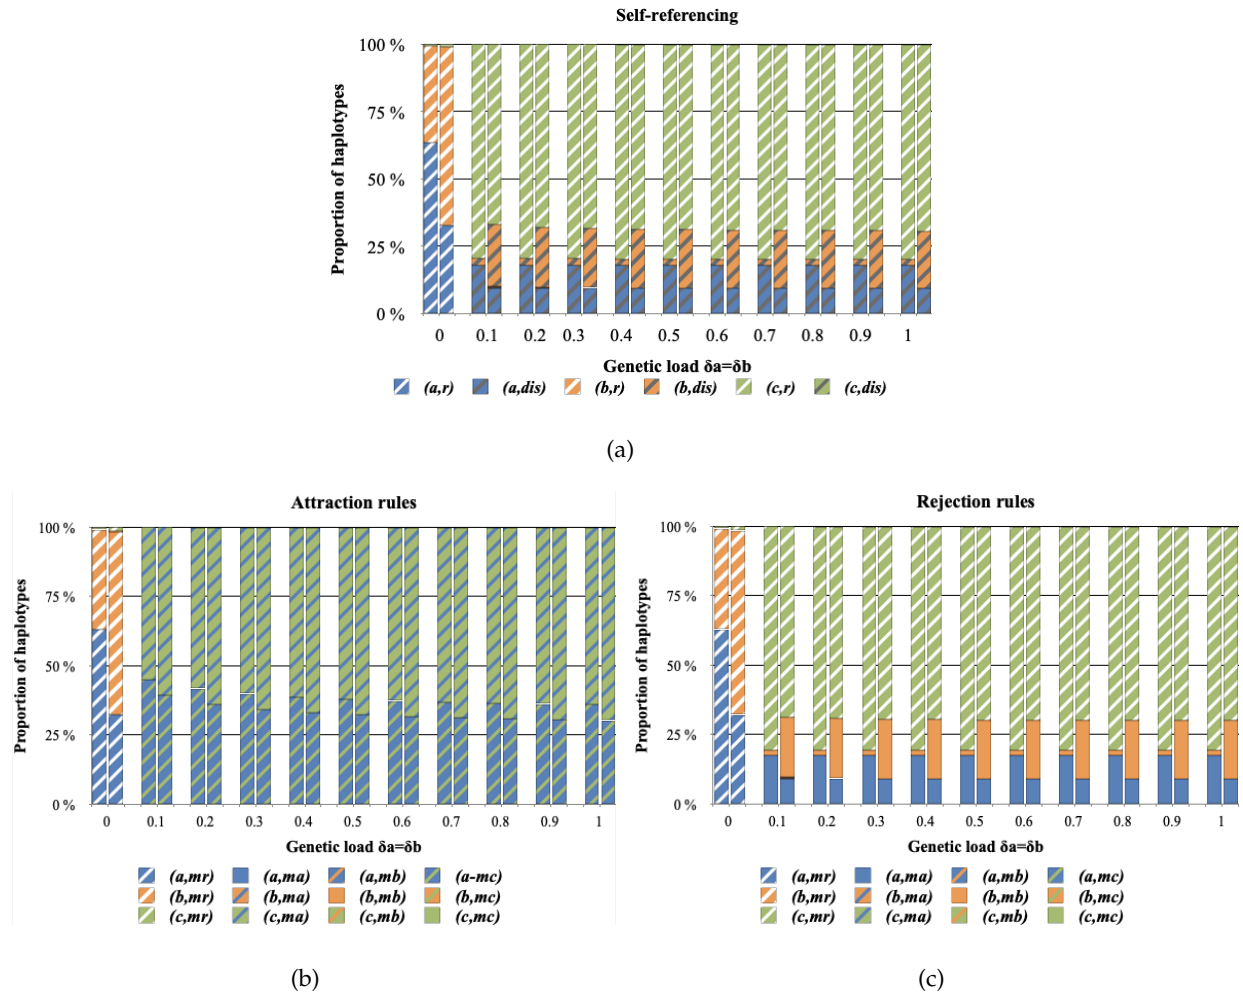 Self-referencing
Proportion of haplotypes
100 %
75 %
50 %
25 %
0 %
0 0.1 0.2 0.3 0.4 0.5 0.6 0.7 0.8 0.9 1
Genetic load δa=δb
(a,r) (a,dis) (b,r) (b,dis) (c,r) (c,dis)
(a)
Attraction rules
Proportion of haplotypes
100 %
75 %
50 %
25 %
0 %
0 0.1 0.2 0.3 0.4 0.5 0.6 0.7 0.8 0.9 1
Genetic load δa=δb
(a,mr) (a,ma) (a,mb) (a-mc)
(b,mr) (b,ma) (b,mb) (b,mc)
(c,mr) (c,ma) (c,mb) (c,mc)
(b)
Rejection rules
Proportion of haplotypes
100 %
75 %
50 %
25 %
0 %
0 0.1 0.2 0.3 0.4 0.5 0.6 0.7 0.8 0.9 1
Genetic load δa=δb
(a,mr) (a,ma) (a,mb) (a,mc)
(b,mr) (b,ma) (b,mb) (b,mc)
(c,mr) (c,ma) (c,mb) (c,mc)
(c)